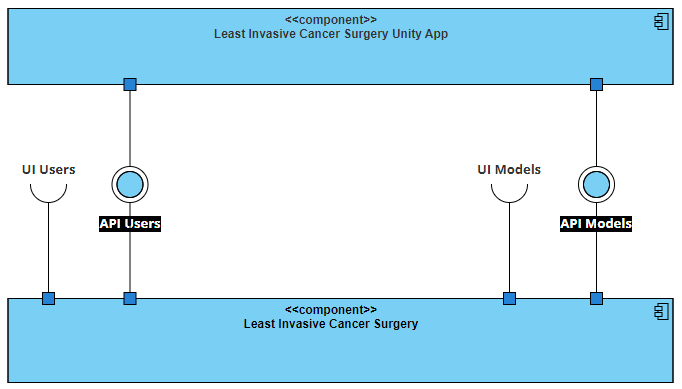 <<component>>
Least Invasive Cancer Surgery Unity App
UI Users
UI Models
API Users
API Models
<<component>>
Least Invasive Cancer Surgery